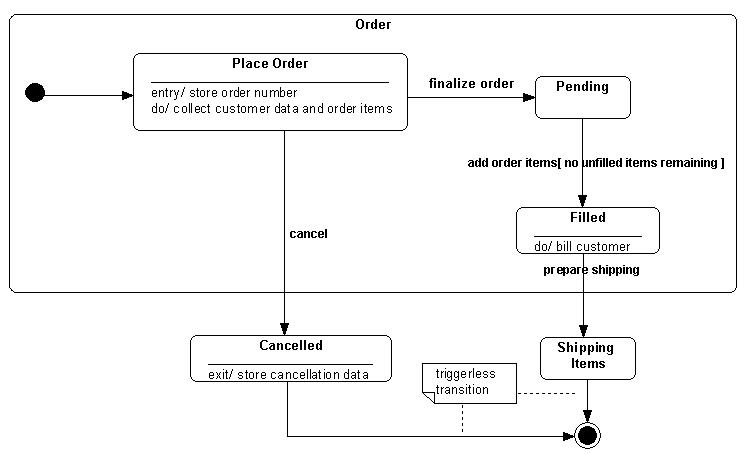 Order
Place Order
entry/ store order number
do/ collect customer data and order items
finalize order
Pending
add order items[ no unfilled items remaining ]
Filled
do/ bill customer
cancel
prepare shipping
Cancelled
exit/ store cancellation data
Shipping
Items
triggerless
transition